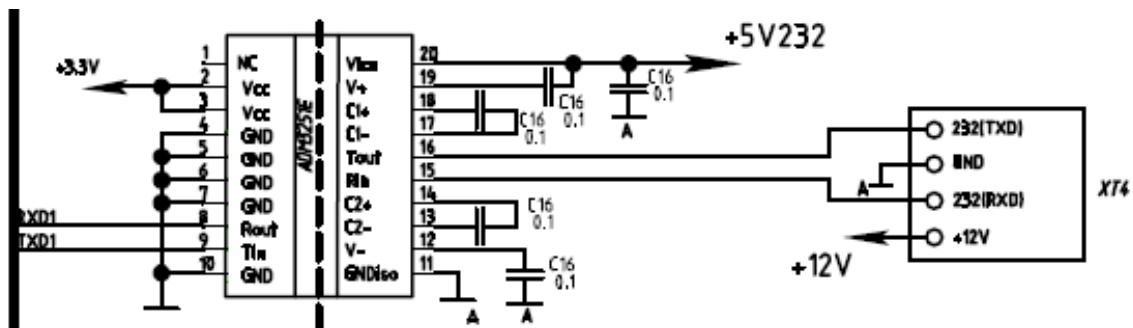 +5V232
+3.3V
1 NC
2 Vcc
3 Vcc
4 GND
5 GND
6 GND
7 GND
RXD1 8 Rout
TXD1 9 Tin
10 GND
ADM3251E
Viso 20
V+ 19
C1+ 18
C1- 17
Tout 16
Rin 15
C2+ 14
C2- 13
V- 12
GNDiso 11
C16
0.1
C16
0.1
C16
0.1
A
C16
0.1
C16
0.1
A
A
232(TXD)
GND
A
232(RXD)
+12V
XT4
+12V